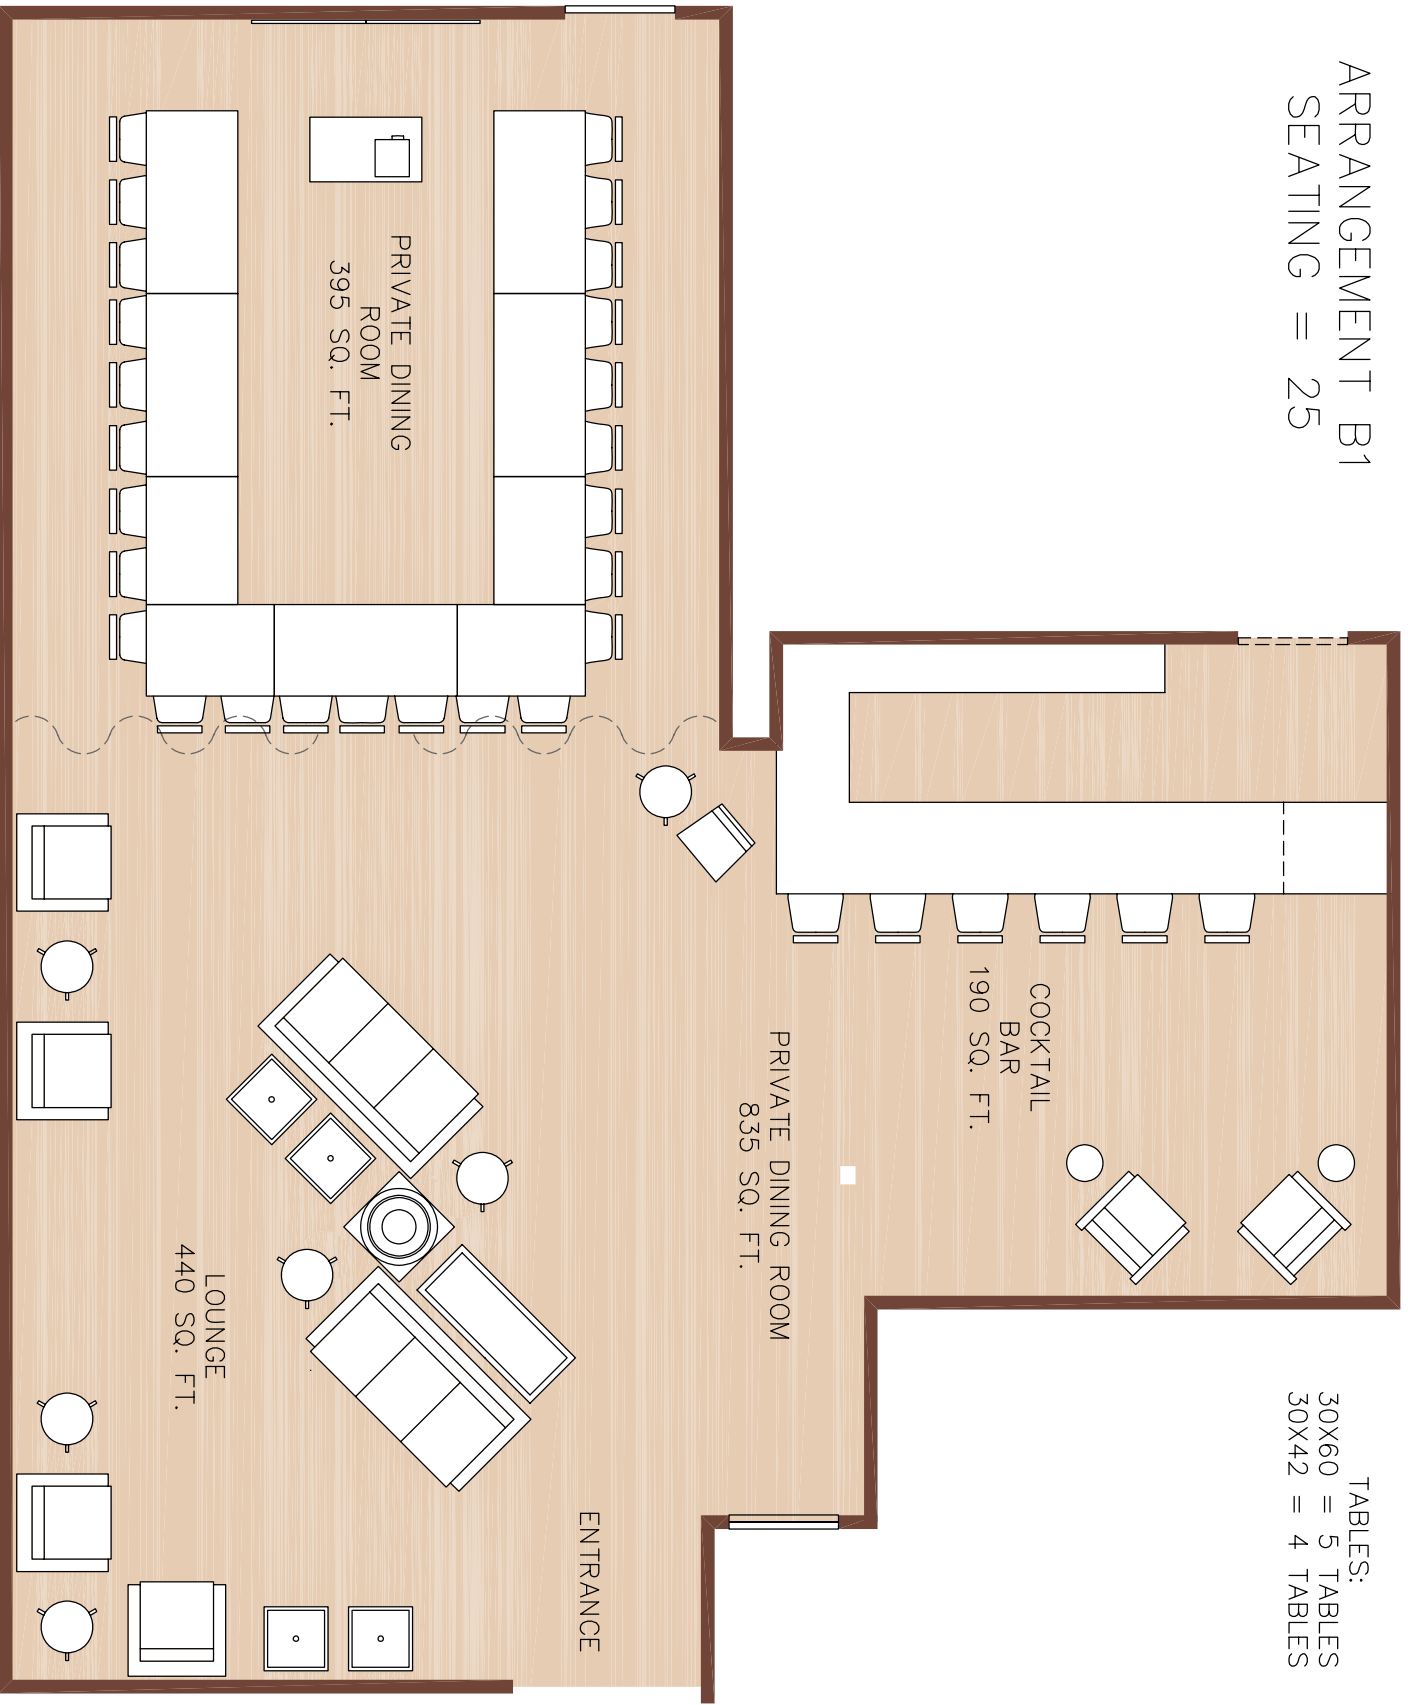 ARRANGEMENT B1
SEATING = 25
TABLES:
30X60 = 5 TABLES
30X42 = 4 TABLES
PRIVATE DINING
ROOM
395 SQ. FT.
COCKTAIL
BAR
190 SQ. FT.
PRIVATE DINING ROOM
835 SQ. FT.
LOUNGE
440 SQ. FT.
ENTRANCE